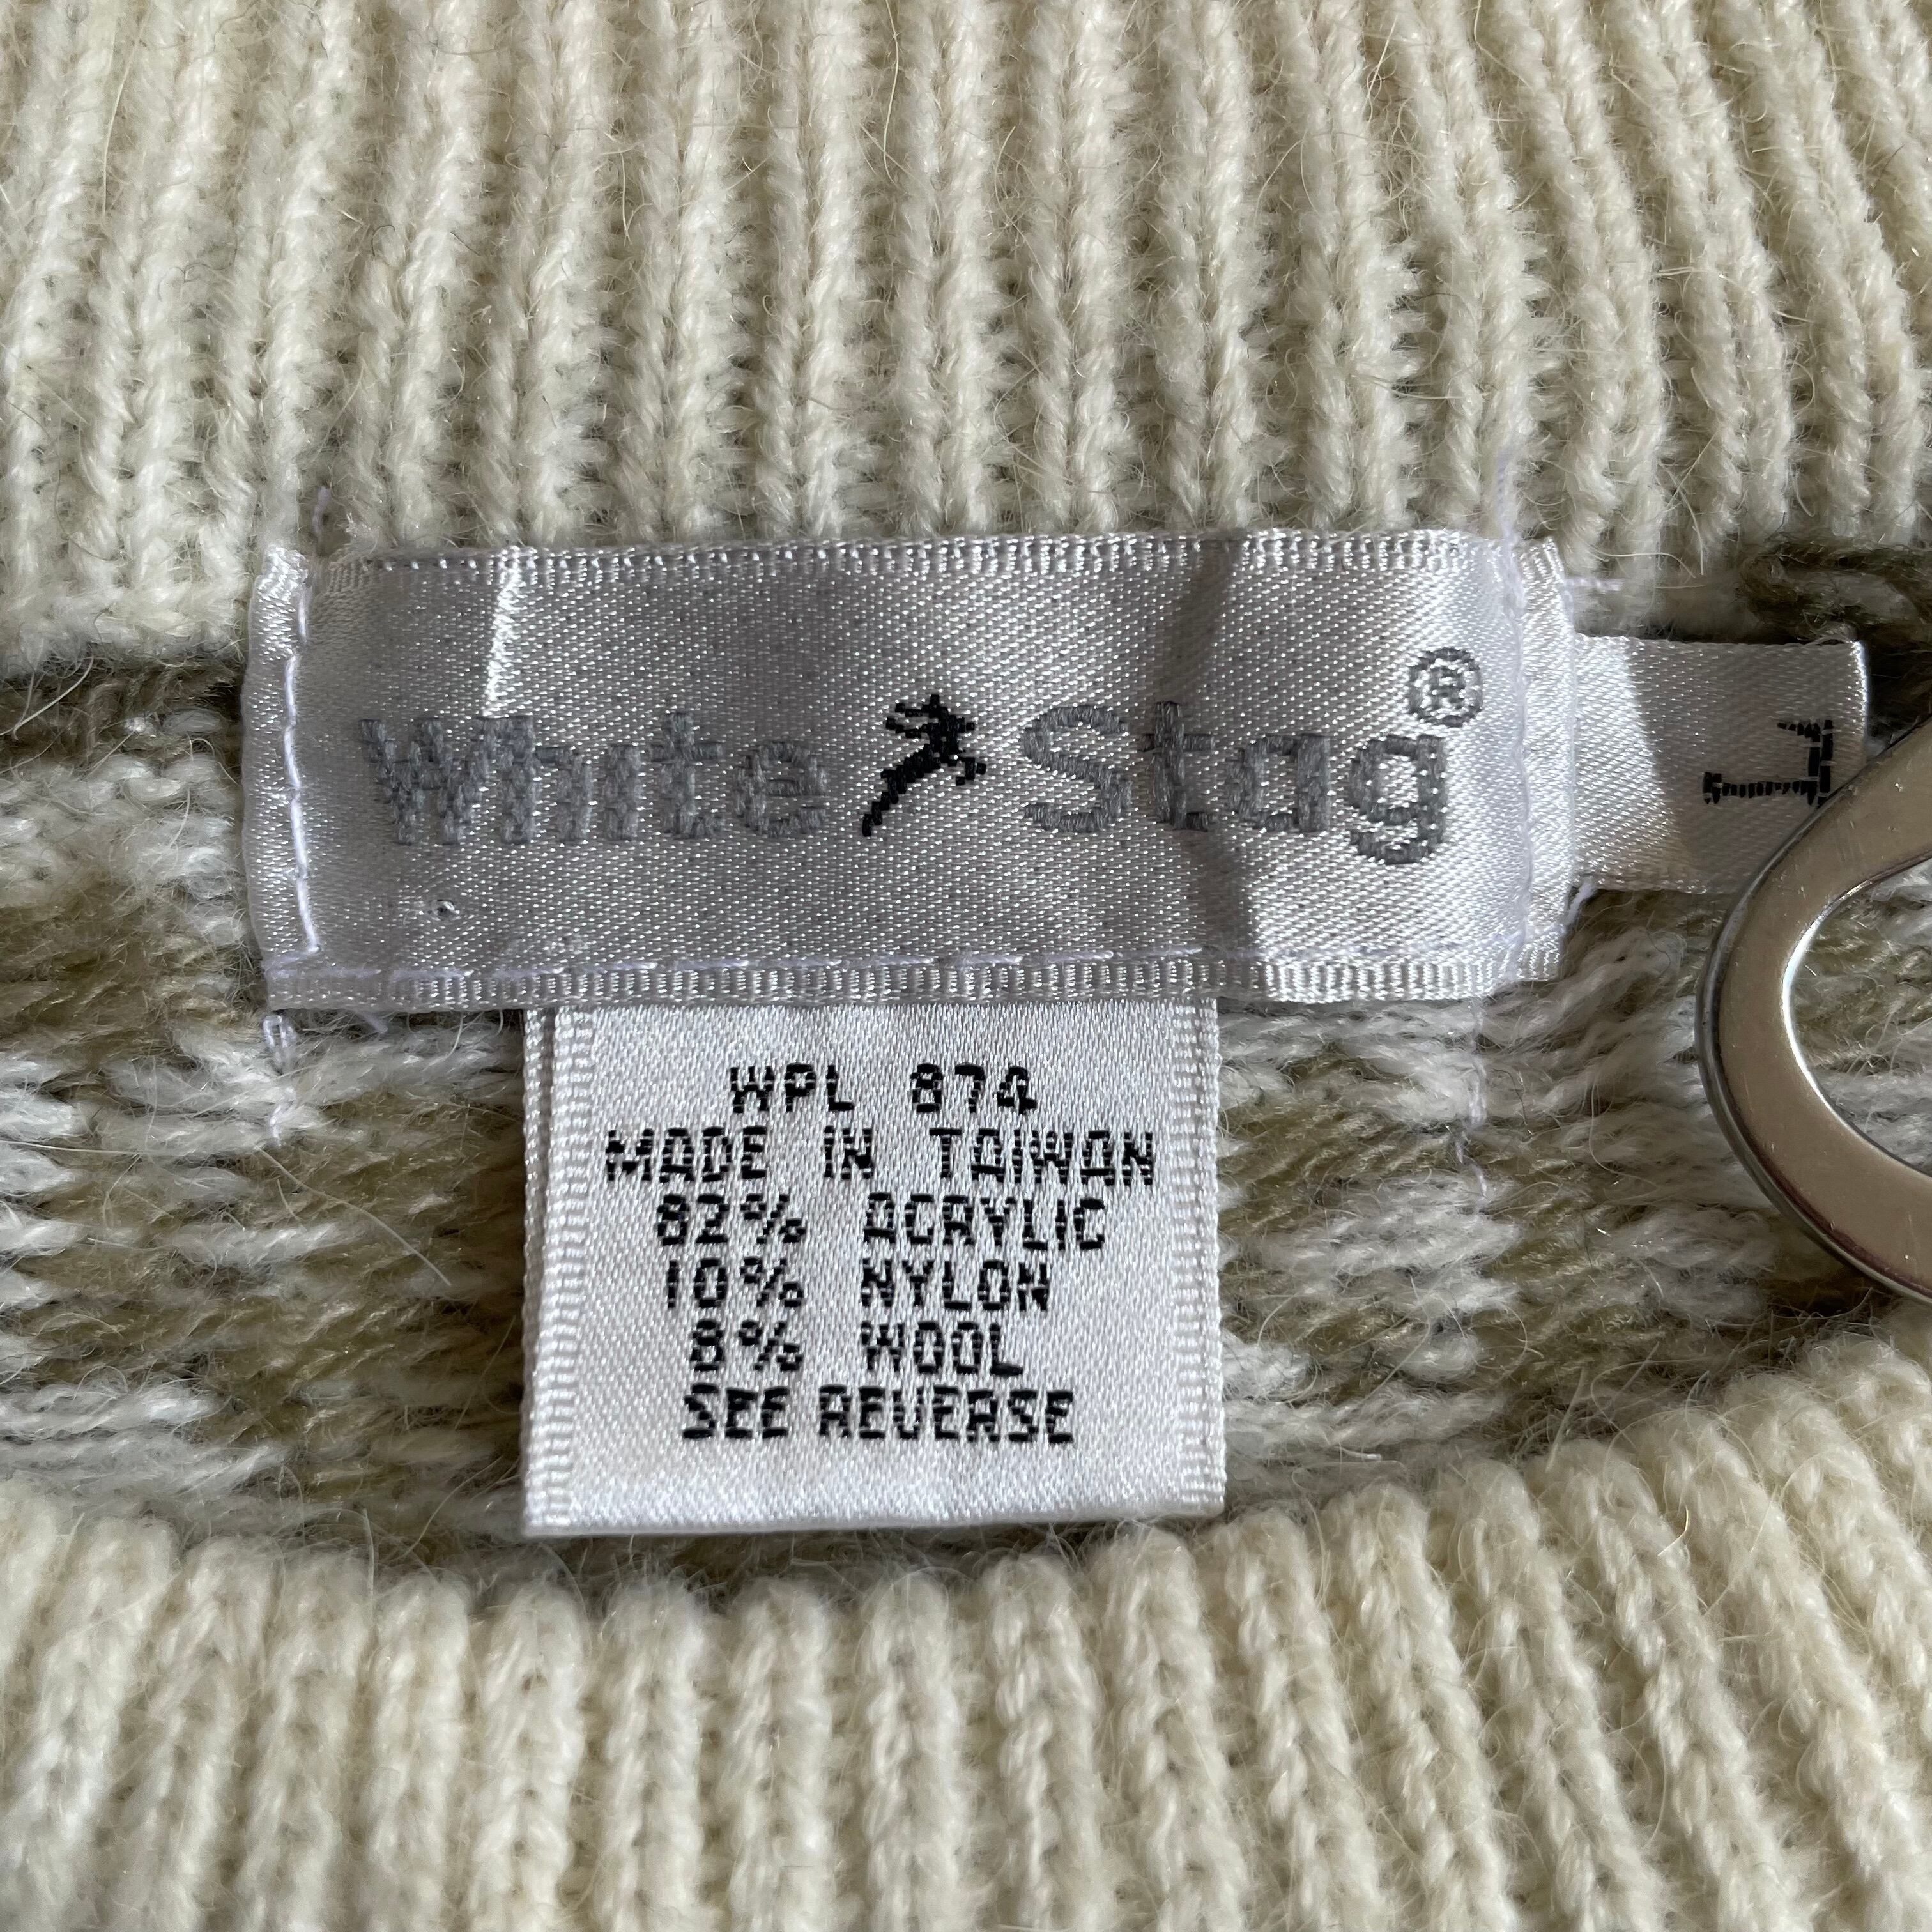 White Stag®
L
WPL 874
MADE IN TAIWAN
82% ACRYLIC
10% NYLON
8% WOOL
SEE REVERSE